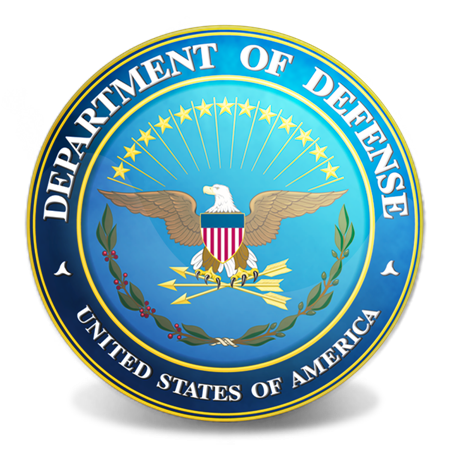 DEPARTMENT OF DEFENSE
UNITED STATES OF AMERICA